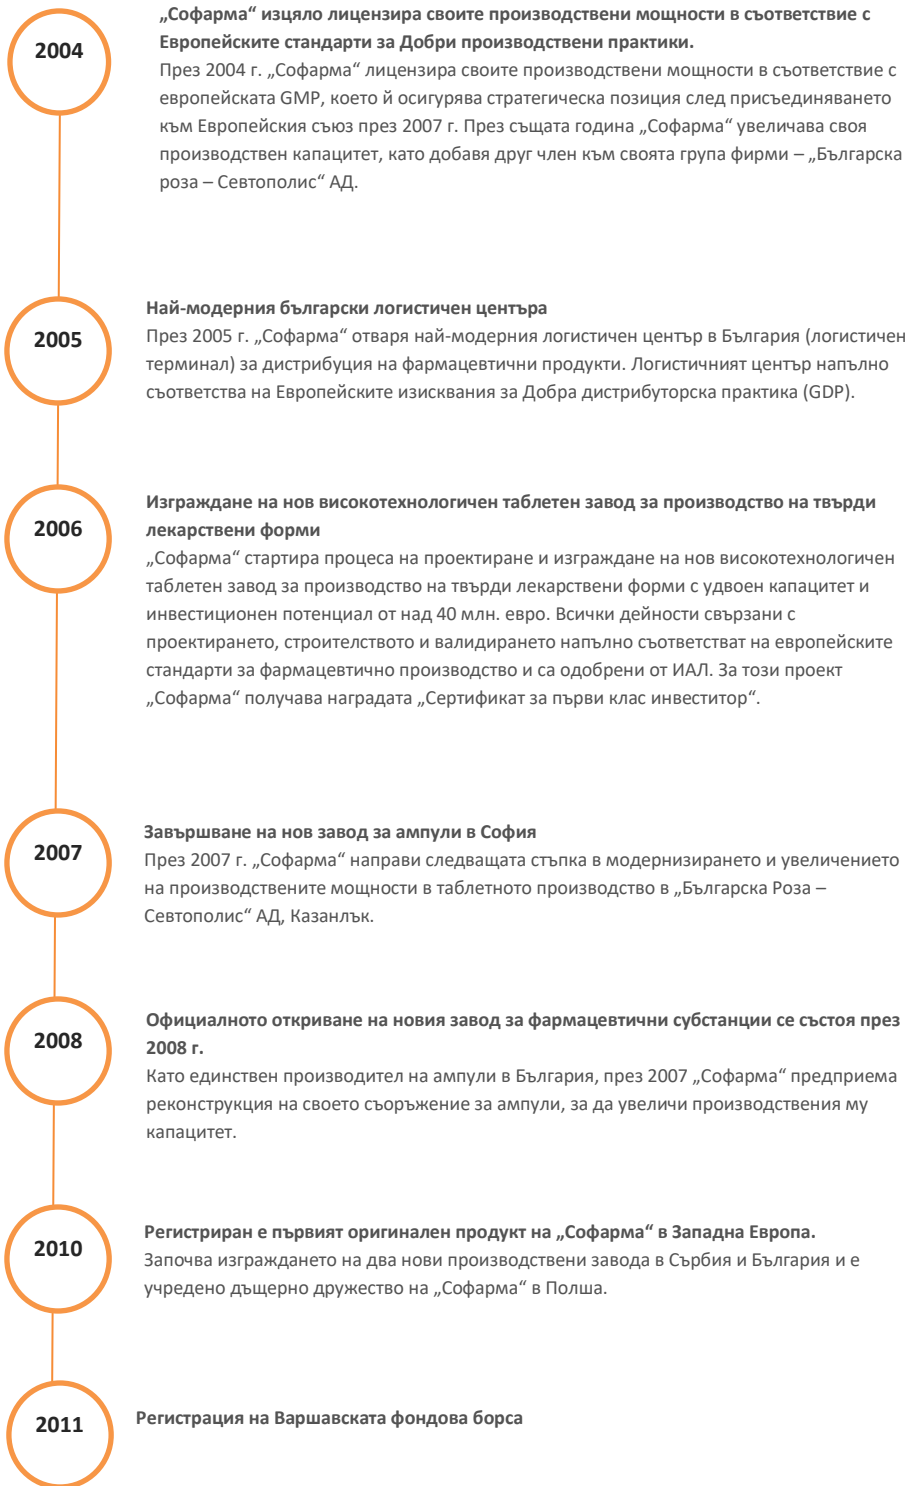 2004
„Софарма“ изцяло лицензира своите производствени мощности в съответствие с
Европейските стандарти за Добри производствени практики.
През 2004 г. „Софарма“ лицензира своите производствени мощности в съответствие с
европейската GMP, което й осигурява стратегическа позиция след присъединяването
към Европейския съюз през 2007 г. През същата година „Софарма“ увеличава своя
производствен капацитет, като добавя друг член към своята група фирми – „Българска
роза – Севтополис“ АД.
2005
Най-модерния български логистичен центъра
През 2005 г. „Софарма“ отваря най-модерния логистичен център в България (логистичен
терминал) за дистрибуция на фармацевтични продукти. Логистичният център напълно
съответства на Европейските изисквания за Добра дистрибуторска практика (GDP).
2006
Изграждане на нов високотехнологичен таблетен завод за производство на твърди
лекарствени форми
„Софарма“ стартира процеса на проектиране и изграждане на нов високотехнологичен
таблетен завод за производство на твърди лекарствени форми с удвоен капацитет и
инвестиционен потенциал от над 40 млн. евро. Всички дейности свързани с
проектирането, строителството и валидирането напълно съответстват на европейските
стандарти за фармацевтично производство и са одобрени от ИАЛ. За този проект
„Софарма“ получава наградата „Сертификат за първи клас инвеститор“.
2007
Завършване на нов завод за ампули в София
През 2007 г. „Софарма“ направи следващата стъпка в модернизирането и увеличението
на производствените мощности в таблетното производство в „Българска Роза –
Севтополис“ АД, Казанлък.
2008
Официалното откриване на новия завод за фармацевтични субстанции се състоя през
2008 г.
Като единствен производител на ампули в България, през 2007 „Софарма“ предприема
реконструкция на своето съоръжение за ампули, за да увеличи производствения му
капацитет.
2010
Регистриран е първият оригинален продукт на „Софарма“ в Западна Европа.
Започва изграждането на два нови производствени завода в Сърбия и България и е
учредено дъщерно дружество на „Софарма“ в Полша.
2011
Регистрация на Варшавската фондова борса